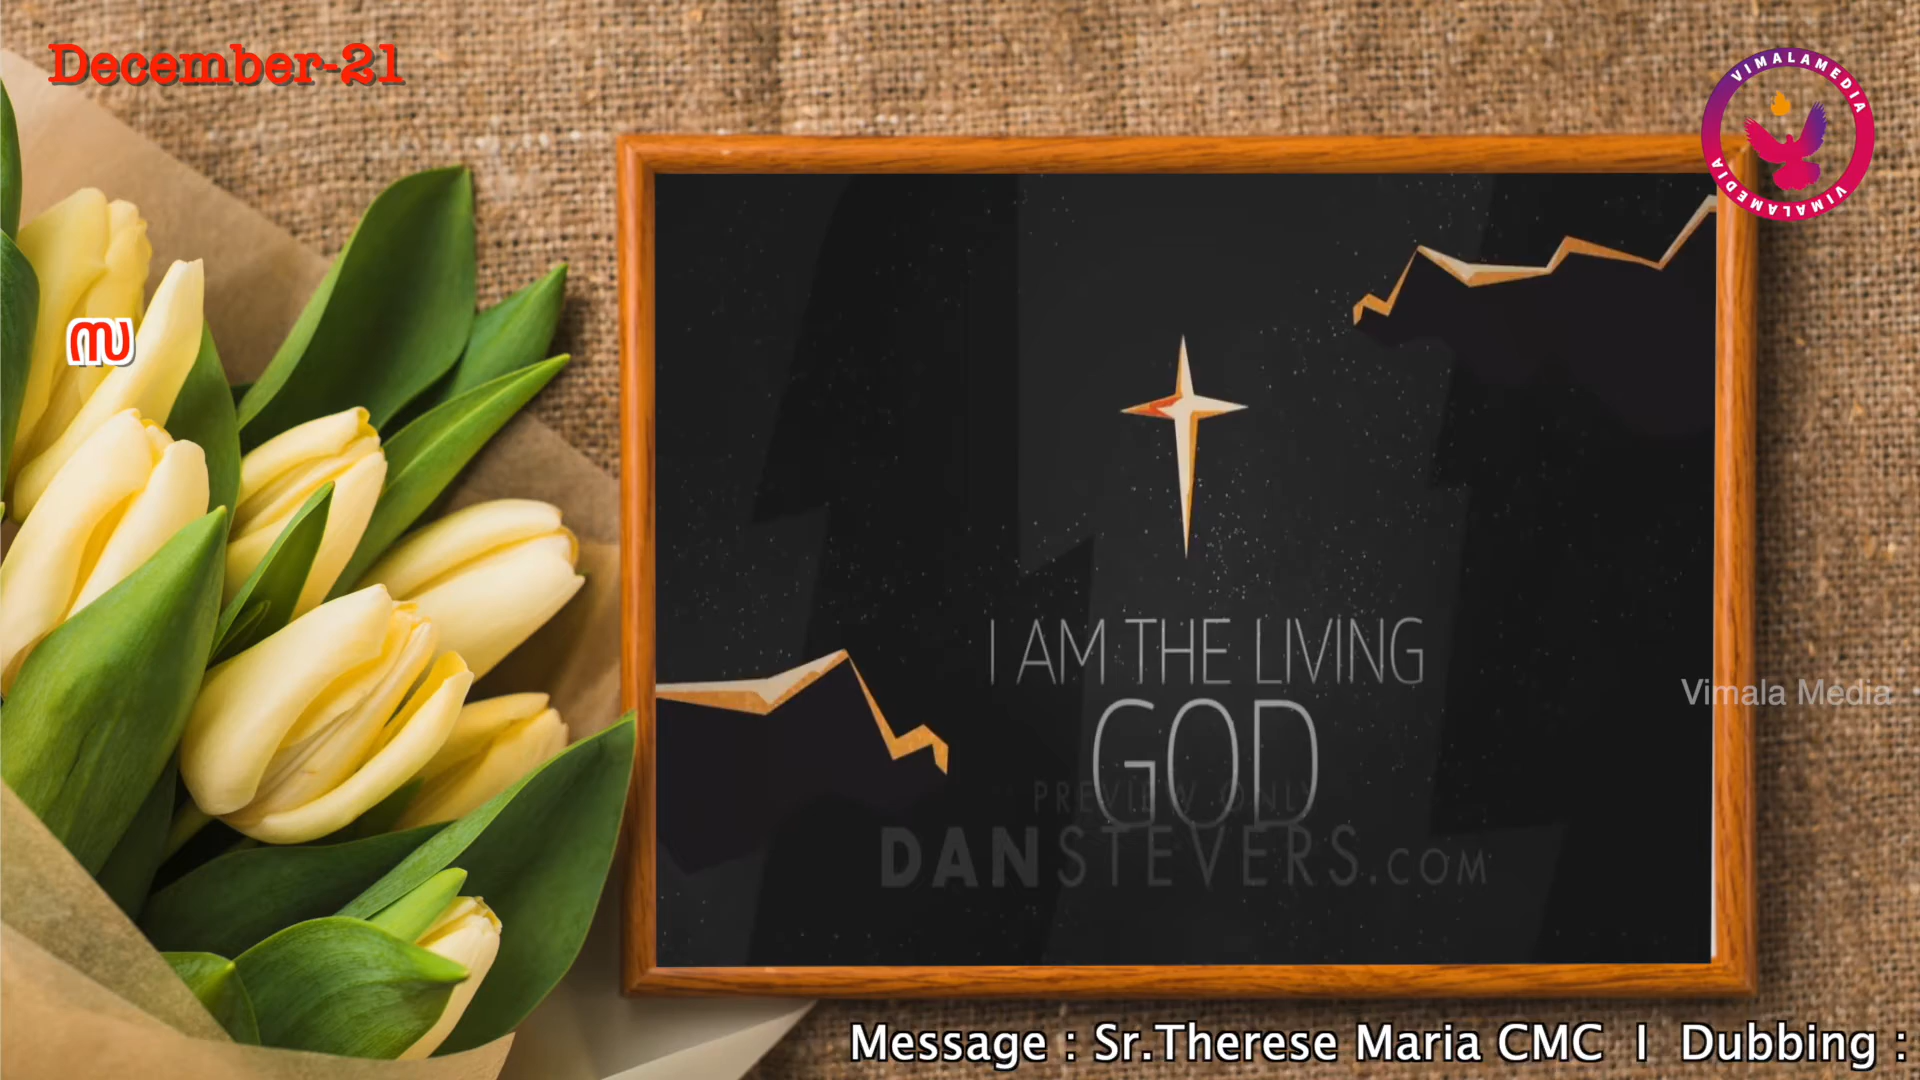 December-21
VIMALAMEDIA
VIMALAMEDIA
സ
I AM THE LIVING
GOD
Vimala Media
PREVIEW ONLY
DANSTEVERS.COM
Message : Sr.Therese Maria CMC I Dubbing :